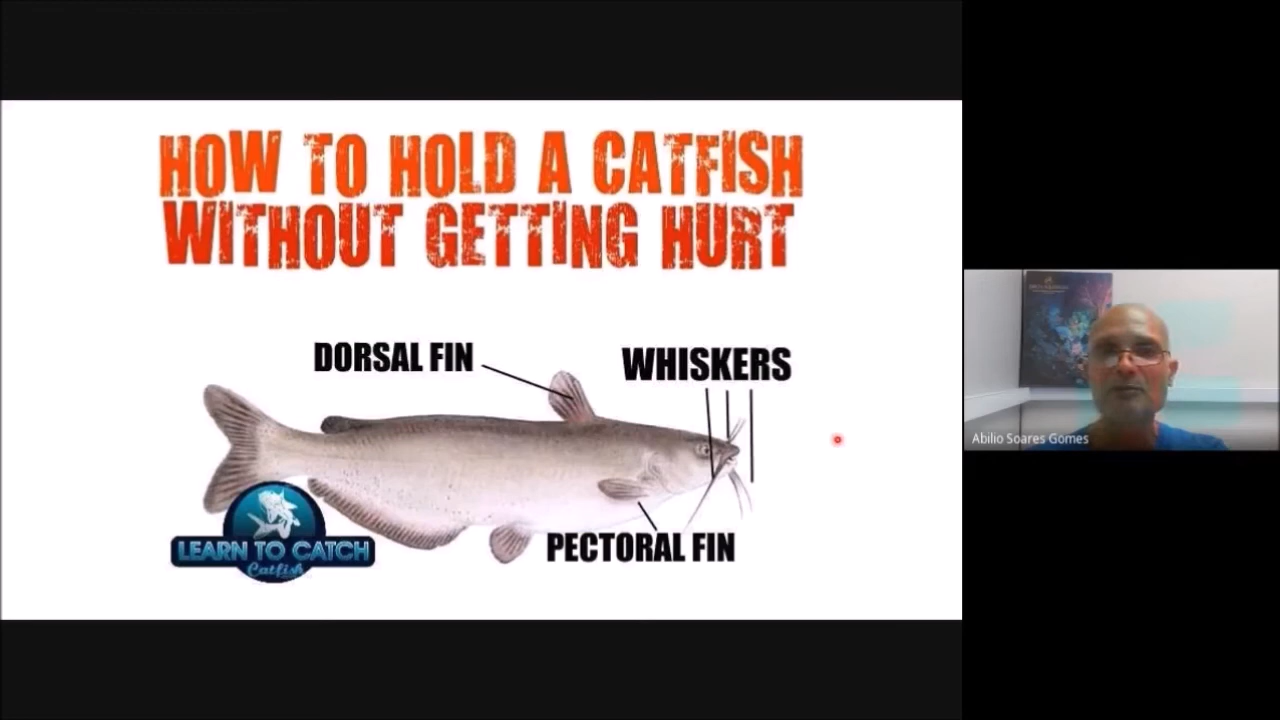 HOW TO HOLD A CATFISH
WITHOUT GETTING HURT
DORSAL FIN
WHISKERS
PECTORAL FIN
LEARN TO CATCH
Catfish
Abilio Soares Gomes